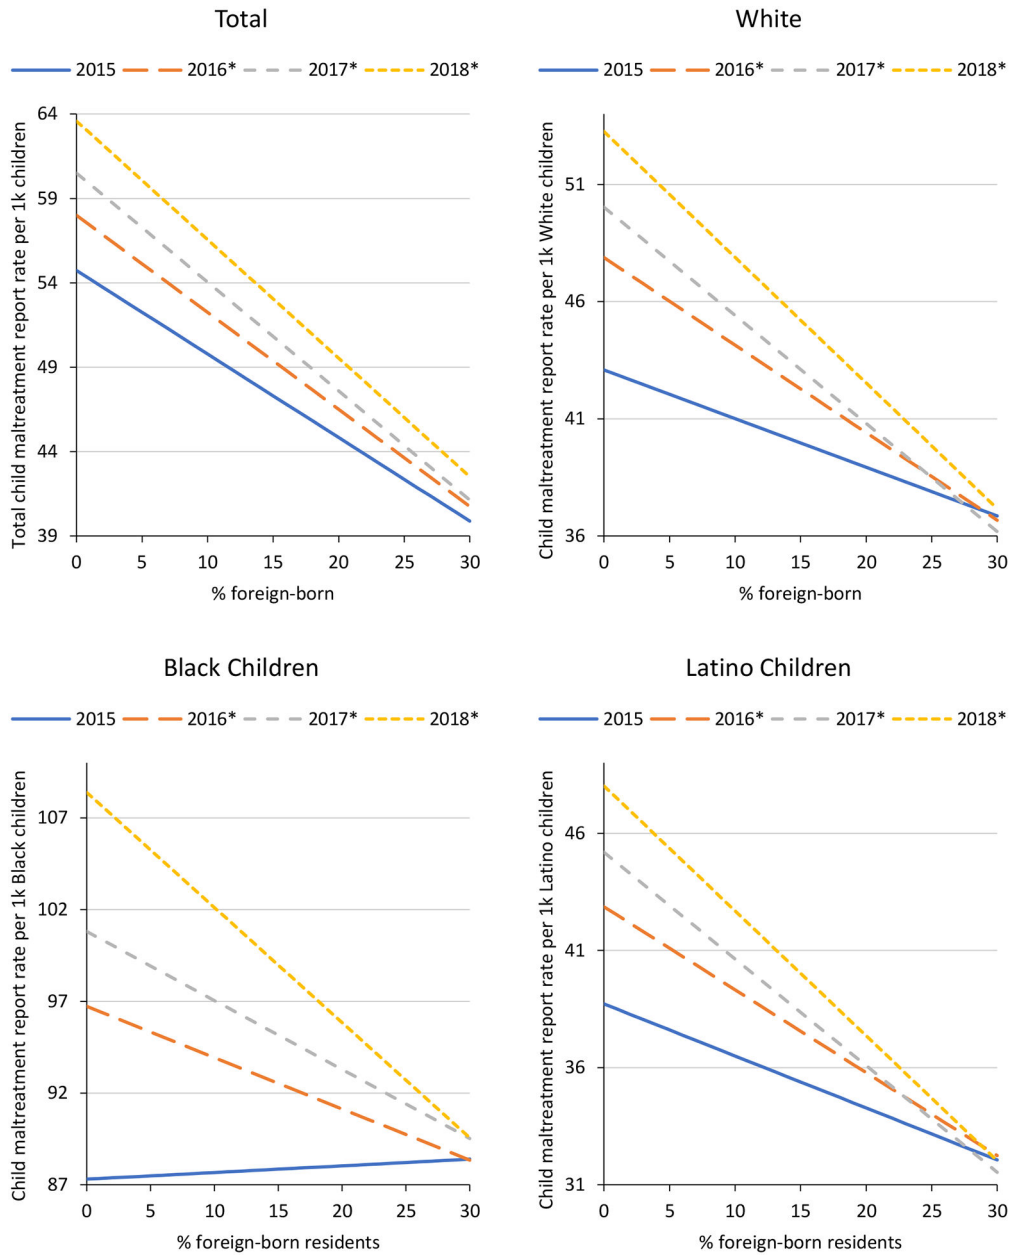 Total
2015 2016* 2017* 2018*
Total child maltreatment report rate per 1k children
64
59
54
49
44
39
0 5 10 15 20 25 30
% foreign-born
White
2015 2016* 2017* 2018*
Child maltreatment report rate per 1k White children
51
46
41
36
0 5 10 15 20 25 30
% foreign-born
Black Children
2015 2016* 2017* 2018*
Child maltreatment report rate per 1k Black children
107
102
97
92
87
0 5 10 15 20 25 30
% foreign-born residents
Latino Children
2015 2016* 2017* 2018*
Child maltreatment report rate per 1k Latino children
46
41
36
31
0 5 10 15 20 25 30
% foreign-born residents